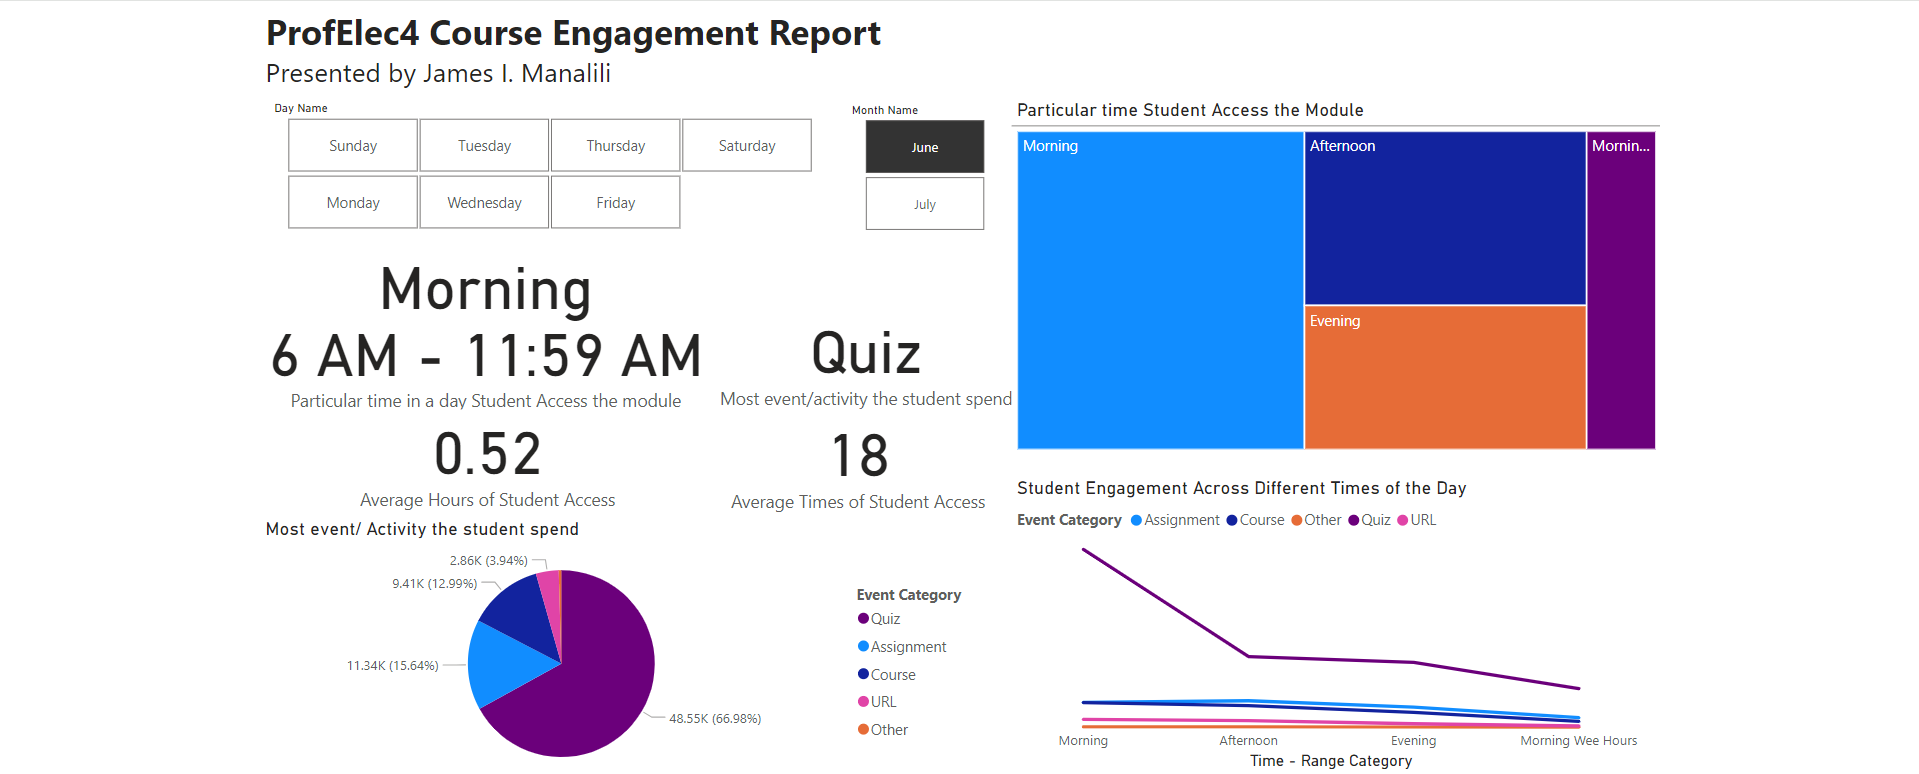 ProfElec4 Course Engagement Report
Presented by James I. Manalili
Day Name
Sunday
Tuesday
Thursday
Saturday
Monday
Wednesday
Friday
Month Name
June
July
Morning
6 AM - 11:59 AM
Particular time in a day Student Access the module
Quiz
Most event/activity the student spend
0.52
Average Hours of Student Access
18
Average Times of Student Access
Particular time Student Access the Module
Morning
Afternoon
Mornin...
Evening
Most event/ Activity the student spend
2.86K (3.94%)
9.41K (12.99%)
11.34K (15.64%)
48.55K (66.98%)
Event Category
Quiz
Assignment
Course
URL
Other
Student Engagement Across Different Times of the Day
Event Category Assignment Course Other Quiz URL
Morning
Afternoon
Evening
Morning Wee Hours
Time - Range Category